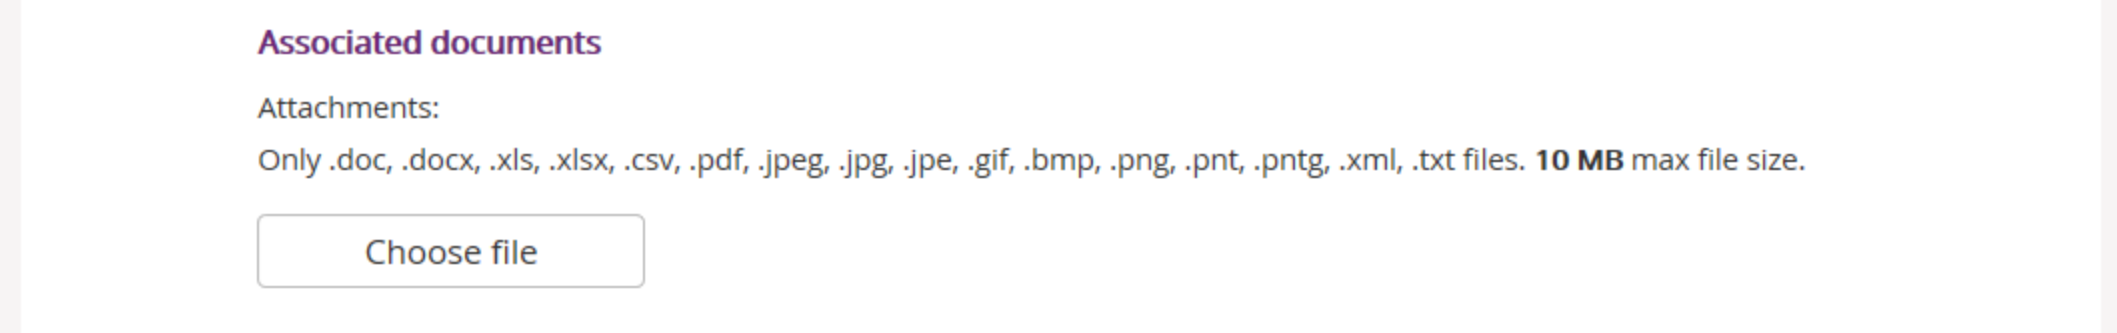 Associated documents
Attachments:
Only .doc, .docx, .xls, .xlsx, .csv, .pdf, .jpeg, .jpg, .jpe, .gif, .bmp, .png, .pnt, .pntg, .xml, .txt files. 10 MB max file size.
Choose file